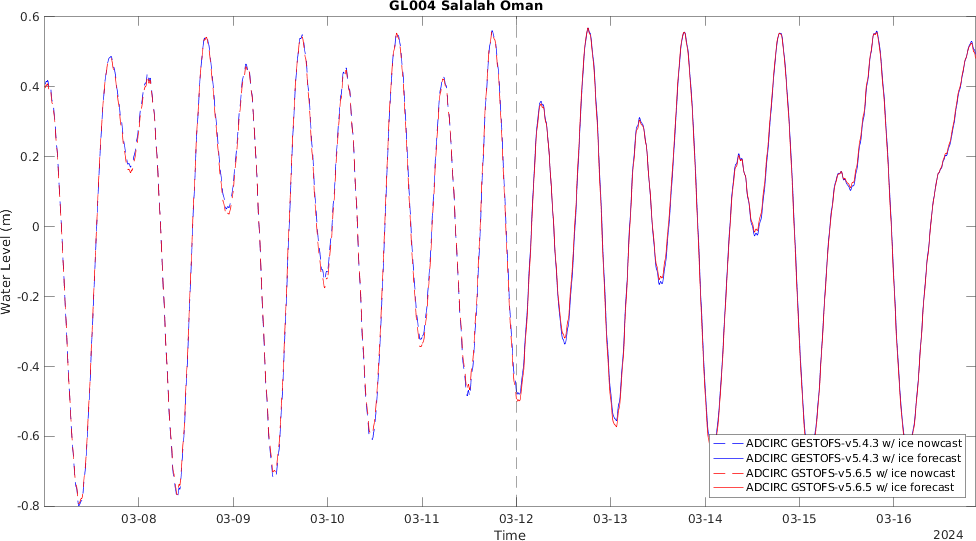 GL004 Salalah Oman
0.6
0.4
0.2
0
-0.2
-0.4
-0.6
-0.8
Water Level (m)
ADCIRC GESTOFS-v5.4.3 w/ ice nowcast
ADCIRC GESTOFS-v5.4.3 w/ ice forecast
ADCIRC GSTOFS-v5.6.5 w/ ice nowcast
ADCIRC GSTOFS-v5.6.5 w/ ice forecast
03-08 03-09 03-10 03-11 03-12 03-13 03-14 03-15 03-16
Time
2024